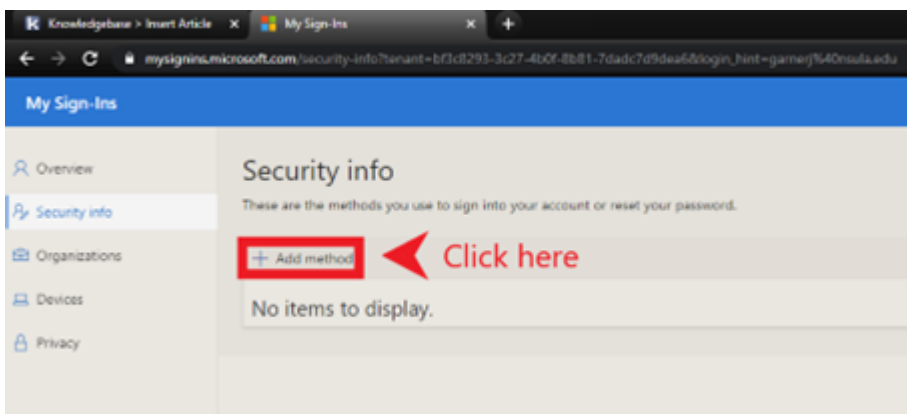 Knowledgebase > Insert Article
My Sign-Ins
mysignins.microsoft.com/security-info?tenant=bf3c8293-3c27-4b0f-8b81-7dadc7d9dea6&login_hint=garnerj%40nsula.edu
My Sign-Ins
Overview
Security info
Organizations
Devices
Privacy
Security info
These are the methods you use to sign into your account or reset your password.
+ Add method
Click here
No items to display.